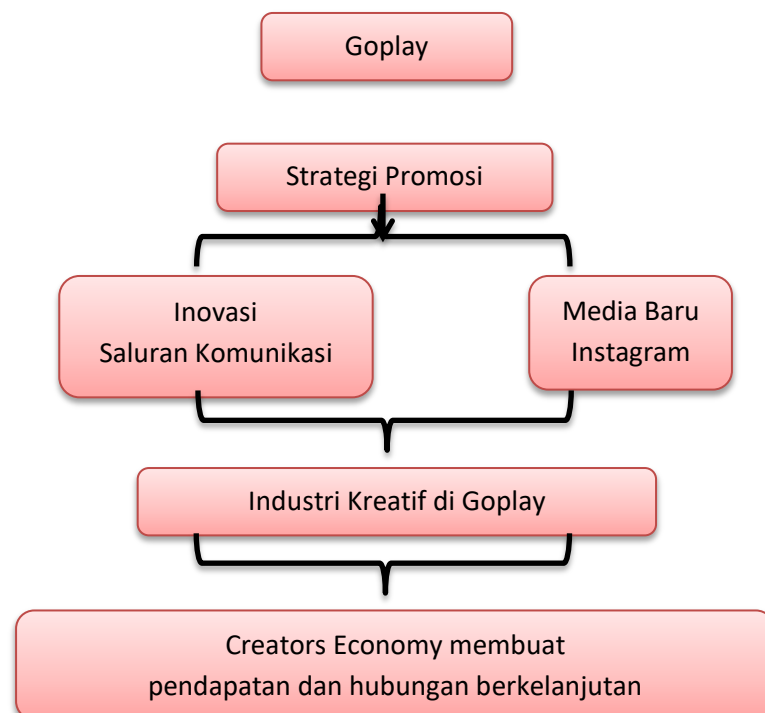 Goplay
Strategi Promosi
Inovasi
Saluran Komunikasi
Media Baru
Instagram
Industri Kreatif di Goplay
Creators Economy membuat
pendapatan dan hubungan berkelanjutan